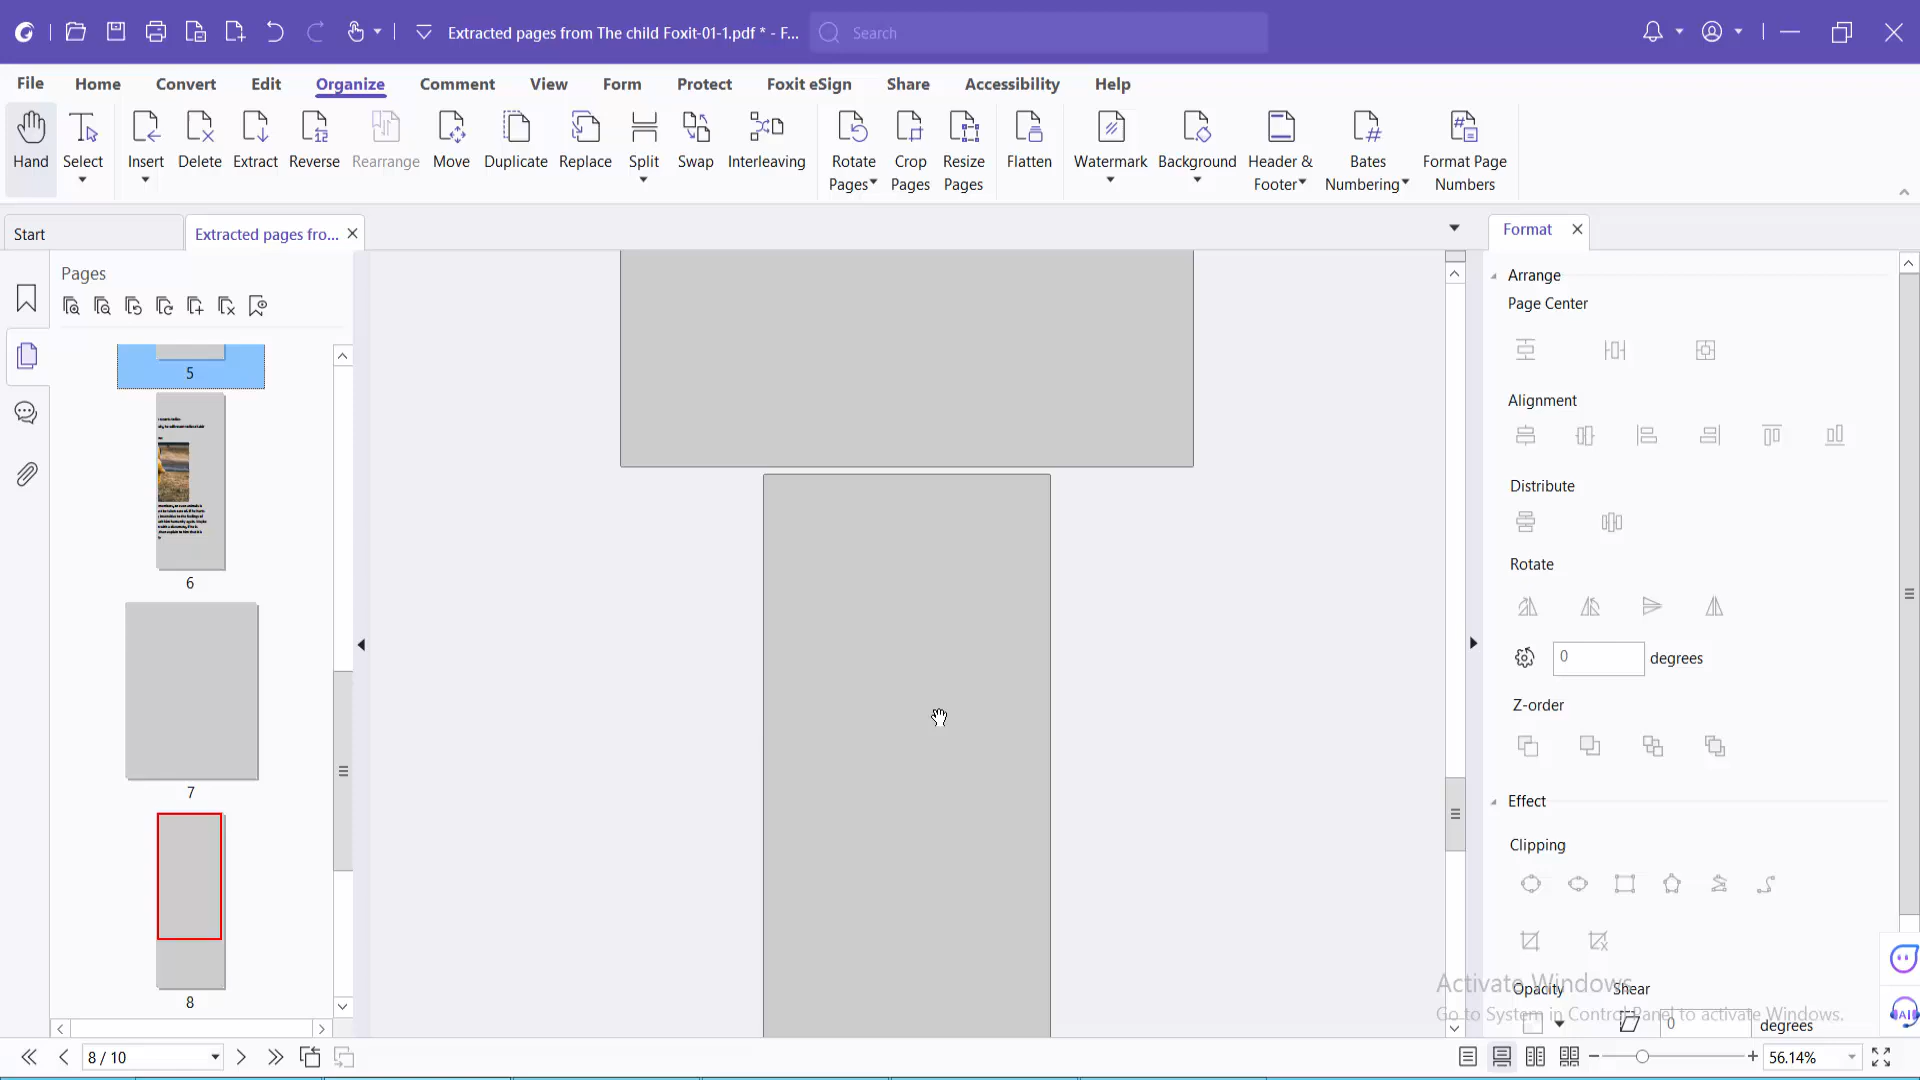 Extracted pages from The child Foxit-01-1.pdf * - F...
Search
File Home Convert Edit Organize Comment View Form Protect Foxit eSign Share Accessibility Help
Hand Select Insert Delete Extract Reverse Rearrange Move Duplicate Replace Split Swap Interleaving Rotate Pages Crop Pages Resize Pages Flatten Watermark Background Header & Footer Bates Numbering Format Page Numbers
Start
Extracted pages fro...
Format
Pages
5
6
7
8
Arrange
Page Center
Alignment
Distribute
Rotate
0 degrees
Z-order
Effect
Clipping
Opacity Shear
0 degrees
Activate Windows
Go to System in Control Panel to activate Windows.
AI
8 / 10
56.14%